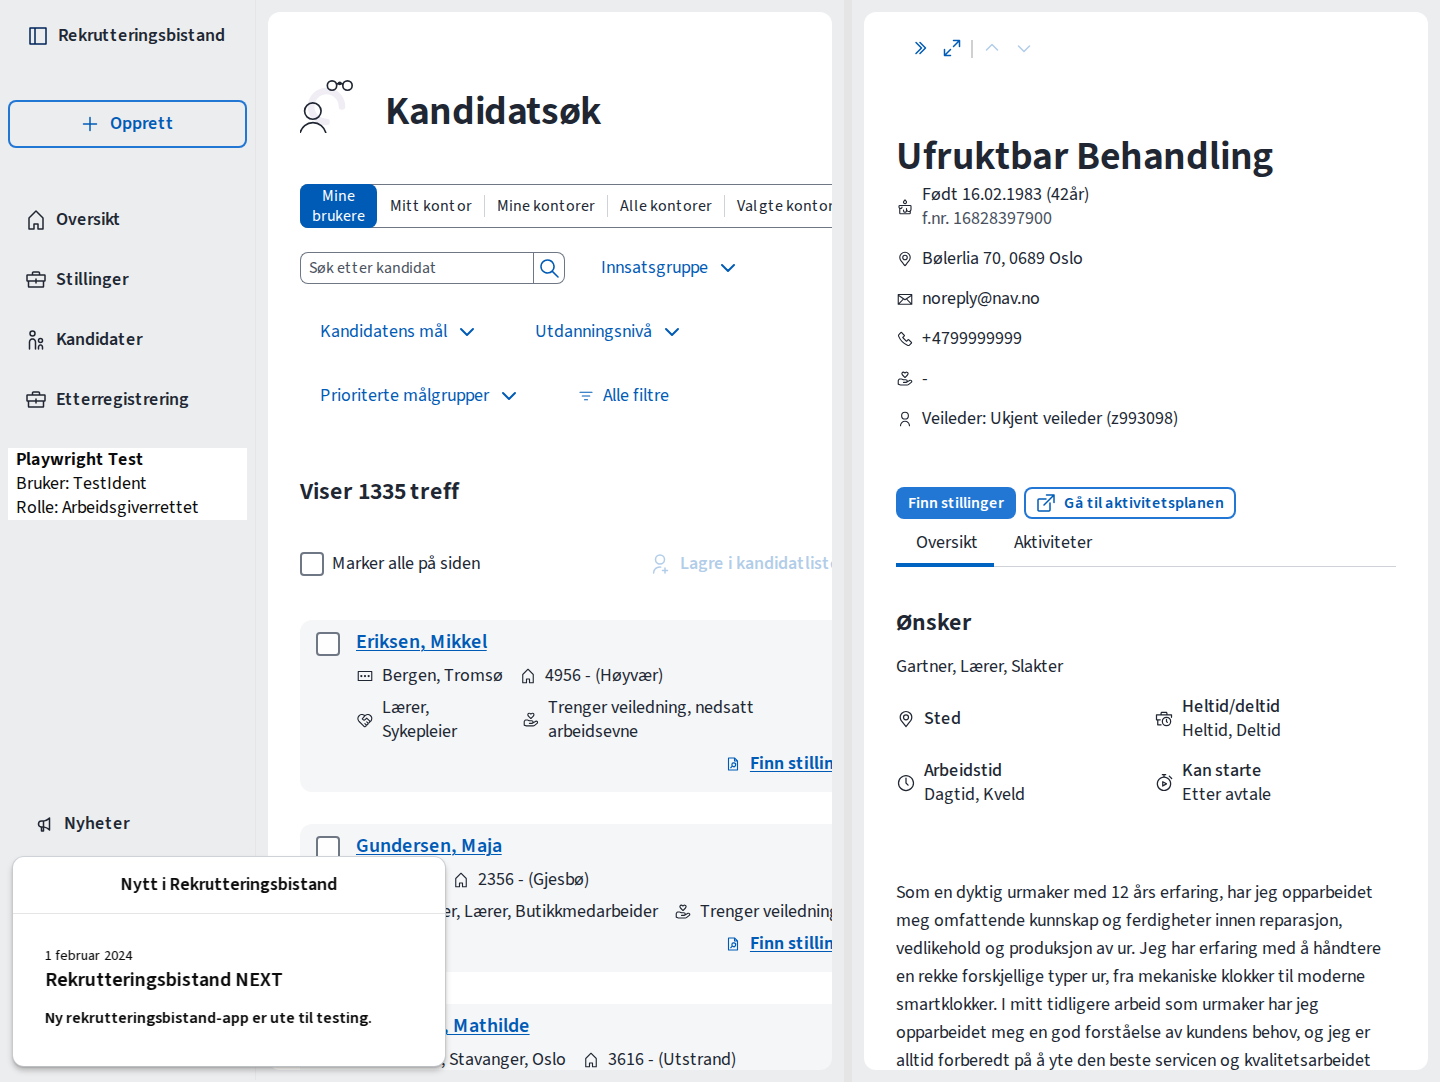 Rekrutteringsbistand
Opprett
Oversikt
Stillinger
Kandidater
Etterregistrering
Playwright Test
Bruker: TestIdent
Rolle: Arbeidsgiverrettet
Nyheter
Nytt i Rekrutteringsbistand
1 februar 2024
Rekrutteringsbistand NEXT
Ny rekrutteringsbistand-app er ute til testing.
Kandidatsøk
Mine brukere
Mitt kontor
Mine kontorer
Alle kontorer
Valgte kontor
Søk etter kandidat
Innsatsgruppe
Kandidatens mål
Utdanningsnivå
Prioriterte målgrupper
Alle filtre
Viser 1335 treff
Marker alle på siden
Lagre i kandidatliste
Eriksen, Mikkel
Bergen, Tromsø
4956 - (Høyvær)
Lærer, Sykepleier
Trenger veiledning, nedsatt arbeidsevne
Finn stillin
Gundersen, Maja
2356 - (Gjesbø)
er, Lærer, Butikkmedarbeider
Trenger veiledning
Finn stillin
, Mathilde
, Stavanger, Oslo
3616 - (Utstrand)
Ufruktbar Behandling
Født 16.02.1983 (42år)
f.nr. 16828397900
Bølerlia 70, 0689 Oslo
noreply@nav.no
+4799999999
-
Veileder: Ukjent veileder (z993098)
Finn stillinger
Gå til aktivitetsplanen
Oversikt
Aktiviteter
Ønsker
Gartner, Lærer, Slakter
Sted
Heltid/deltid
Heltid, Deltid
Arbeidstid
Dagtid, Kveld
Kan starte
Etter avtale
Som en dyktig urmaker med 12 års erfaring, har jeg opparbeidet
meg omfattende kunnskap og ferdigheter innen reparasjon,
vedlikehold og produksjon av ur. Jeg har erfaring med å håndtere
en rekke forskjellige typer ur, fra mekaniske klokker til moderne
smartklokker. I mitt tidligere arbeid som urmaker har jeg
opparbeidet meg en god forståelse av kundens behov, og jeg er
alltid forberedt på å yte den beste servicen og kvalitetsarbeidet